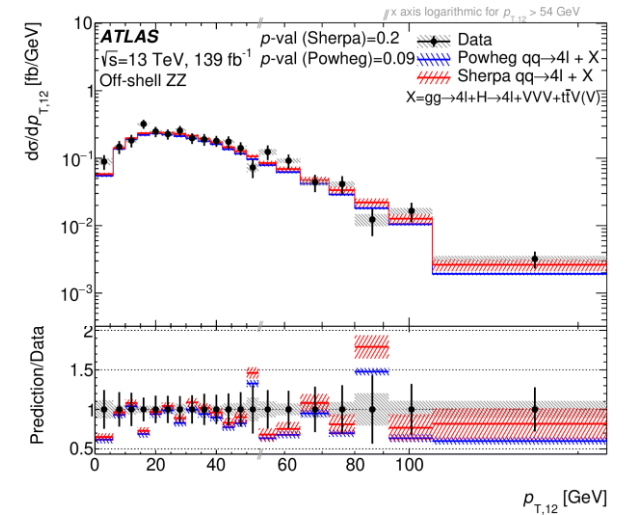 x axis logarithmic for p_T,12 > 54 GeV
dσ/dp_T,12 [fb/GeV]
10
10⁻¹
10⁻²
10⁻³
1
ATLAS
√s=13 TeV, 139 fb⁻¹
Off-shell ZZ
p-val (Sherpa)=0.2
p-val (Powheg)=0.09
Data
Powheg qq→4l + X
Sherpa qq→4l + X
X=gg→4l+H→4l+VVV+tt̄V(V)
Prediction/Data
2
1.5
1
0.5
0 20 40 60 80 100
p_T,12 [GeV]